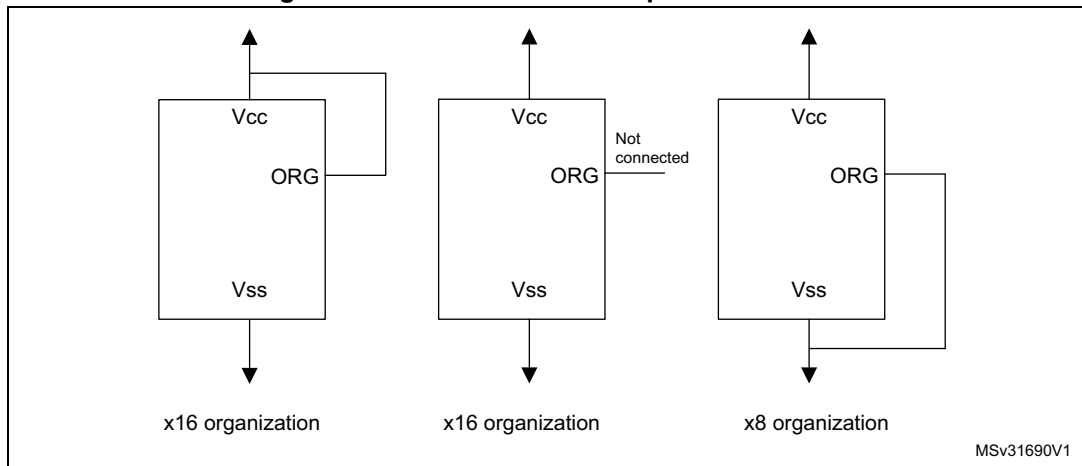 Vcc
ORG
Vss
x16 organization
Vcc
Not
connected
ORG
Vss
x16 organization
Vcc
ORG
Vss
x8 organization
MSv31690V1